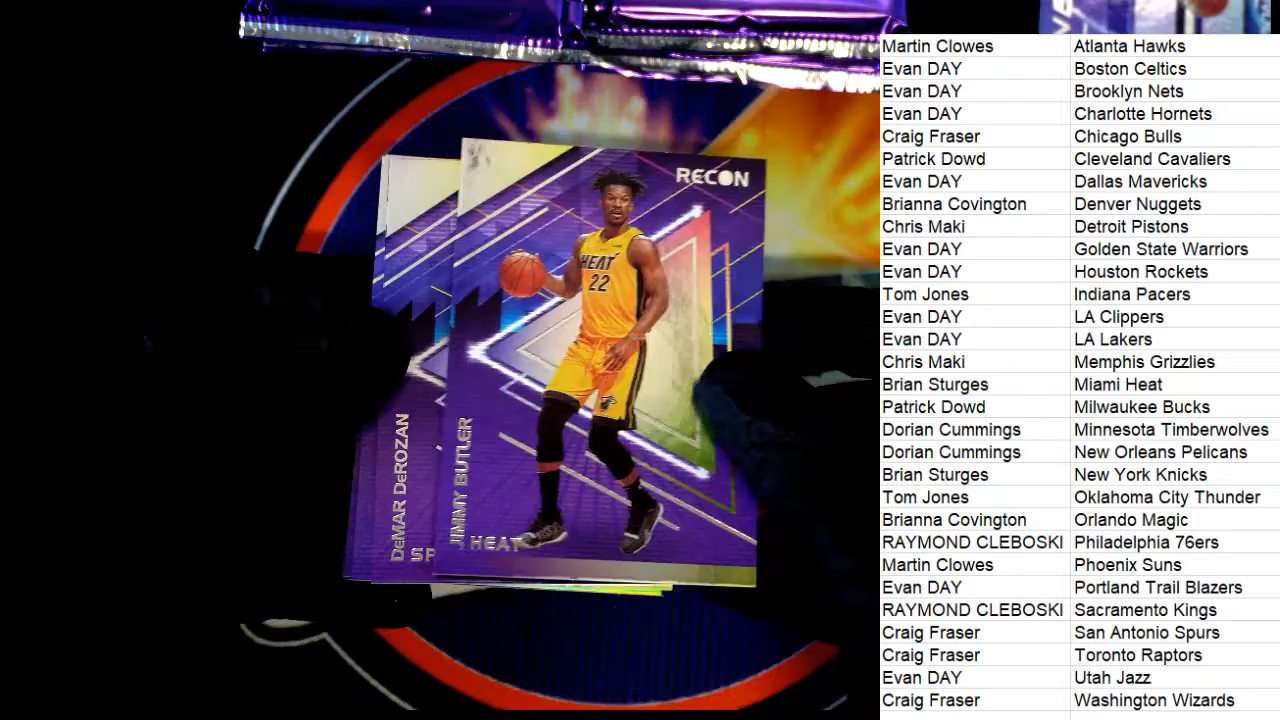 RECON
HEAT
22
JIMMY BUTLER
HEAT
DeMAR DeROZAN
SP
Martin Clowes Atlanta Hawks
Evan DAY Boston Celtics
Evan DAY Brooklyn Nets
Evan DAY Charlotte Hornets
Craig Fraser Chicago Bulls
Patrick Dowd Cleveland Cavaliers
Evan DAY Dallas Mavericks
Brianna Covington Denver Nuggets
Chris Maki Detroit Pistons
Evan DAY Golden State Warriors
Evan DAY Houston Rockets
Tom Jones Indiana Pacers
Evan DAY LA Clippers
Evan DAY LA Lakers
Chris Maki Memphis Grizzlies
Brian Sturges Miami Heat
Patrick Dowd Milwaukee Bucks
Dorian Cummings Minnesota Timberwolves
Dorian Cummings New Orleans Pelicans
Brian Sturges New York Knicks
Tom Jones Oklahoma City Thunder
Brianna Covington Orlando Magic
RAYMOND CLEBOSKI Philadelphia 76ers
Martin Clowes Phoenix Suns
Evan DAY Portland Trail Blazers
RAYMOND CLEBOSKI Sacramento Kings
Craig Fraser San Antonio Spurs
Craig Fraser Toronto Raptors
Evan DAY Utah Jazz
Craig Fraser Washington Wizards